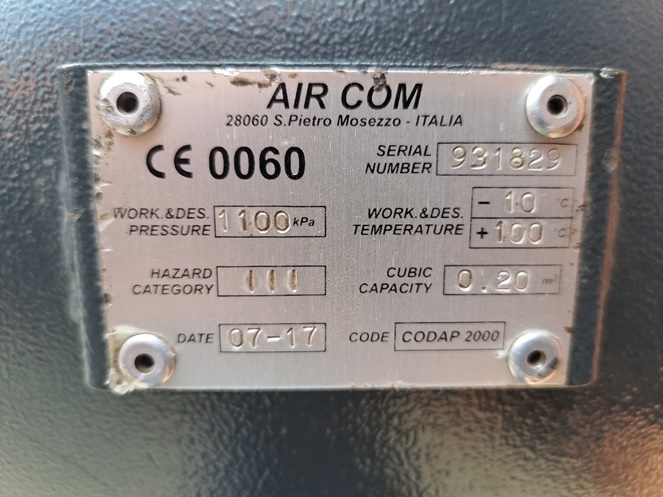 AIR COM
28060 S.Pietro Mosezzo - ITALIA
CE 0060
SERIAL NUMBER 931829
WORK.&DES. PRESSURE 1100 kPa
WORK.&DES. TEMPERATURE - 10 °C
+ 100 °C
HAZARD CATEGORY III
CUBIC CAPACITY 0.20 m³
DATE 07-17
CODE CODAP 2000